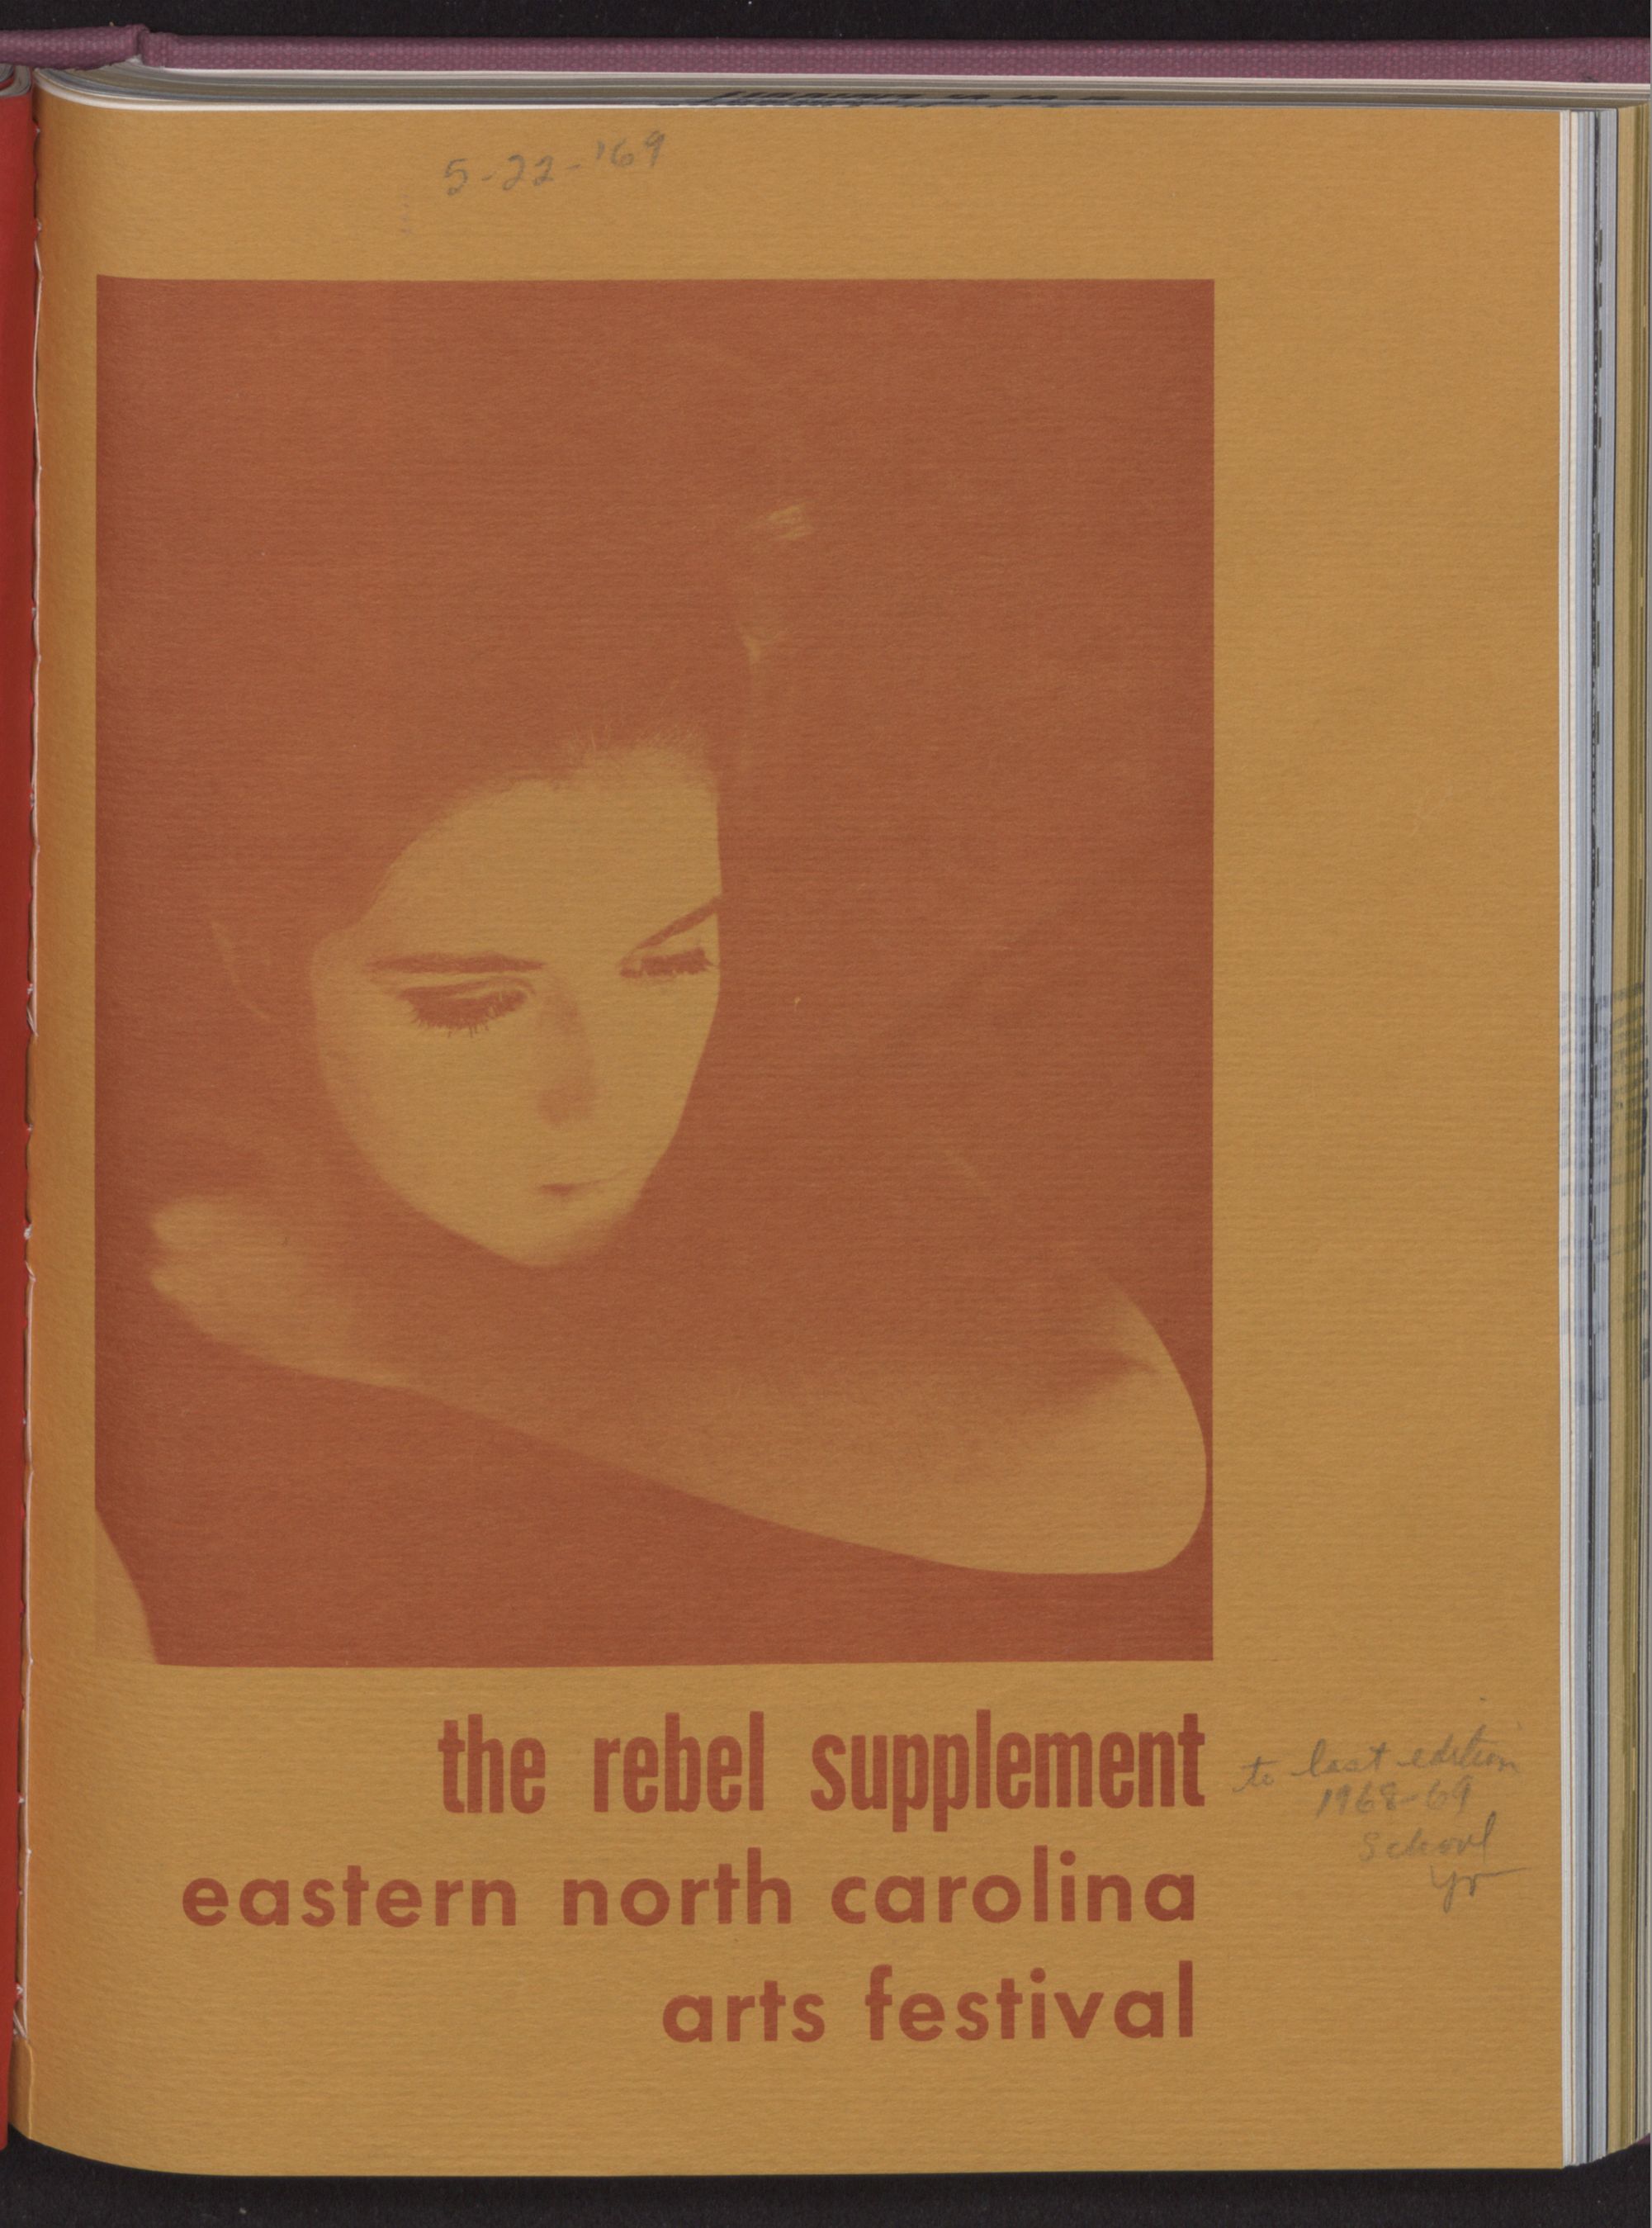 5-22-'69
the rebel supplement
to last edition
1968-69
School
yr
eastern north carolina
arts festival